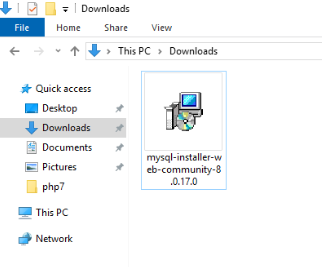 Downloads
File
Home
Share
View
This PC
Downloads
Quick access
Desktop
Downloads
Documents
Pictures
php7
This PC
Network
mysql-installer-w
eb-community-8
.0.17.0